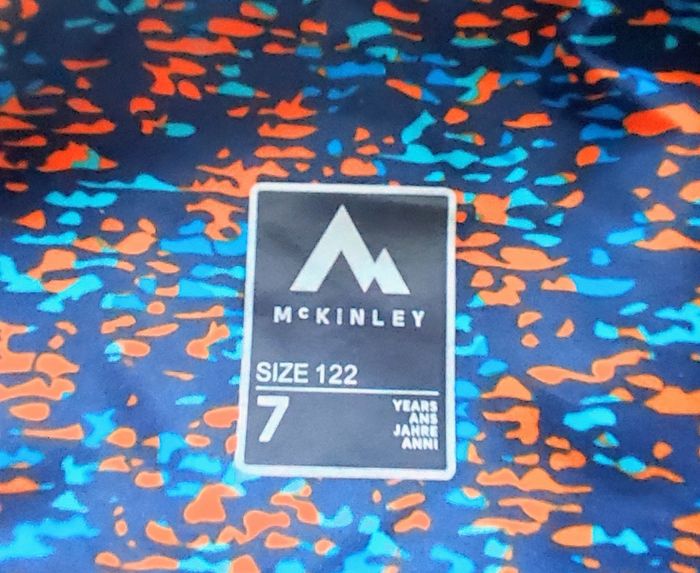 McKINLEY
SIZE 122
7
YEARS
ANS
JAHRE
ANNI